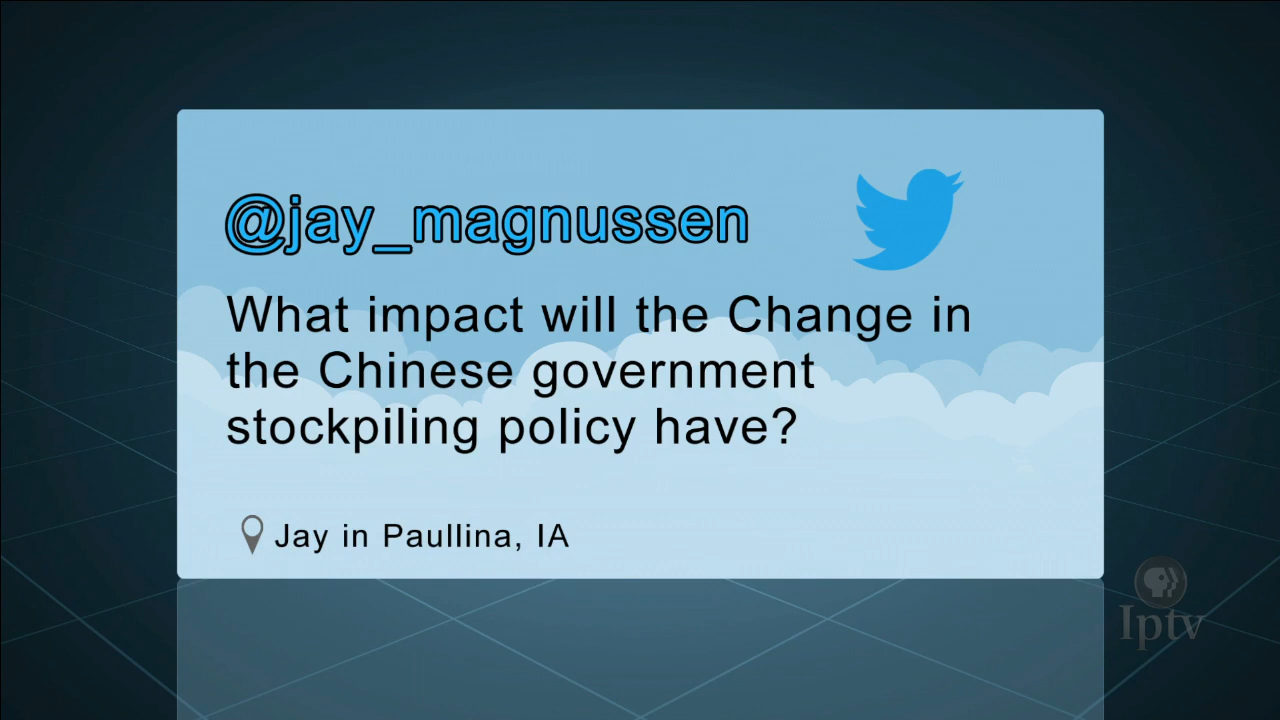 @jay_magnussen
What impact will the Change in
the Chinese government
stockpiling policy have?
Jay in Paullina, IA
Iptv